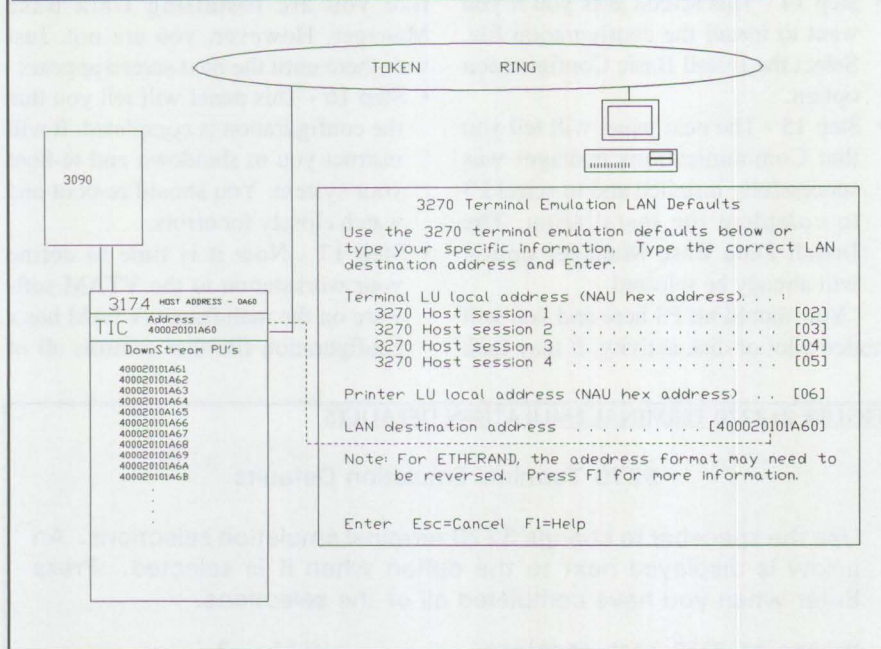 TOKEN RING
3090
3174 HOST ADDRESS - 0A60
TIC Address -
400020101A60
DownStream PU's
400020101A61
400020101A62
400020101A63
400020101A64
40002010A165
400020101A66
400020101A67
400020101A68
400020101A69
400020101A6A
400020101A6B
.
.
.
3270 Terminal Emulation LAN Defaults
Use the 3270 terminal emulation defaults below or
type your specific information. Type the correct LAN
destination address and Enter.
Terminal LU local address (NAU hex address). . :
3270 Host session 1 . . . . . . . . . . . . [02]
3270 Host session 2 . . . . . . . . . . . . [03]
3270 Host session 3 . . . . . . . . . . . . [04]
3270 Host session 4 . . . . . . . . . . . . [05]
Printer LU local address (NAU hex address) . . . . [06]
LAN destination address . . . . . . [400020101A60]
Note: For ETHERAND, the adedress format may need to
be reversed. Press F1 for more information.
Enter Esc=Cancel F1=Help